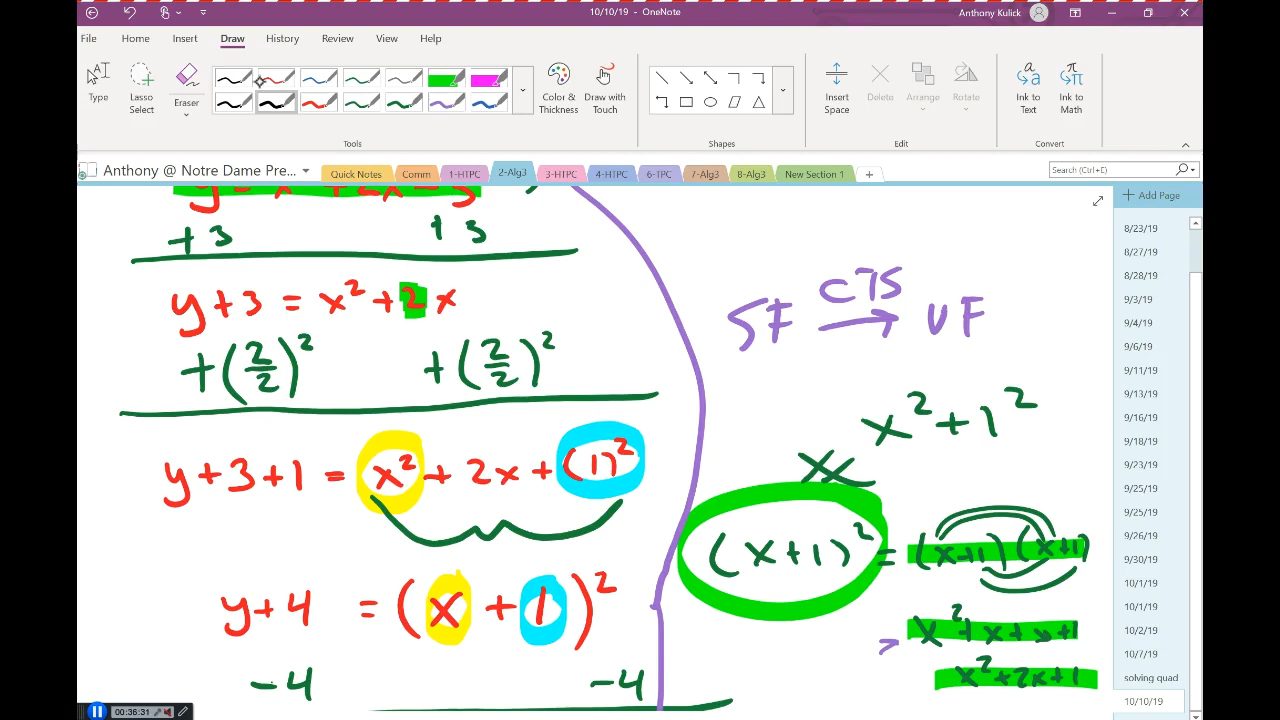 10/10/19 - OneNote
Anthony Kulick
File Home Insert Draw History Review View Help
Type
Lasso Select
Eraser
Color & Thickness
Draw with Touch
Insert Space
Delete
Arrange
Rotate
Ink to Text
Ink to Math
Tools
Shapes
Edit
Convert
Anthony @ Notre Dame Pre...
Quick Notes Comm 1-HTPC 2-Alg3 3-HTPC 4-HTPC 6-TPC 7-Alg3 8-Alg3 New Section 1 +
Search (Ctrl+E)
y = x² + 2x - 3
+3 +3
y+3 = x² + 2x
+(2/2)² +(2/2)²
y+3+1 = x² + 2x + (1)²
y+4 = (x + 1)²
-4 -4
SF CTS → VF
x² + 1²
(x+1)² = (x+1)(x+1)
x² + x + x + 1
x² + 2x + 1
Add Page
8/23/19
8/27/19
8/28/19
9/3/19
9/4/19
9/6/19
9/11/19
9/13/19
9/16/19
9/18/19
9/23/19
9/25/19
9/25/19
9/26/19
9/30/19
10/1/19
10/1/19
10/2/19
10/7/19
solving quad
10/10/19
00:36:31